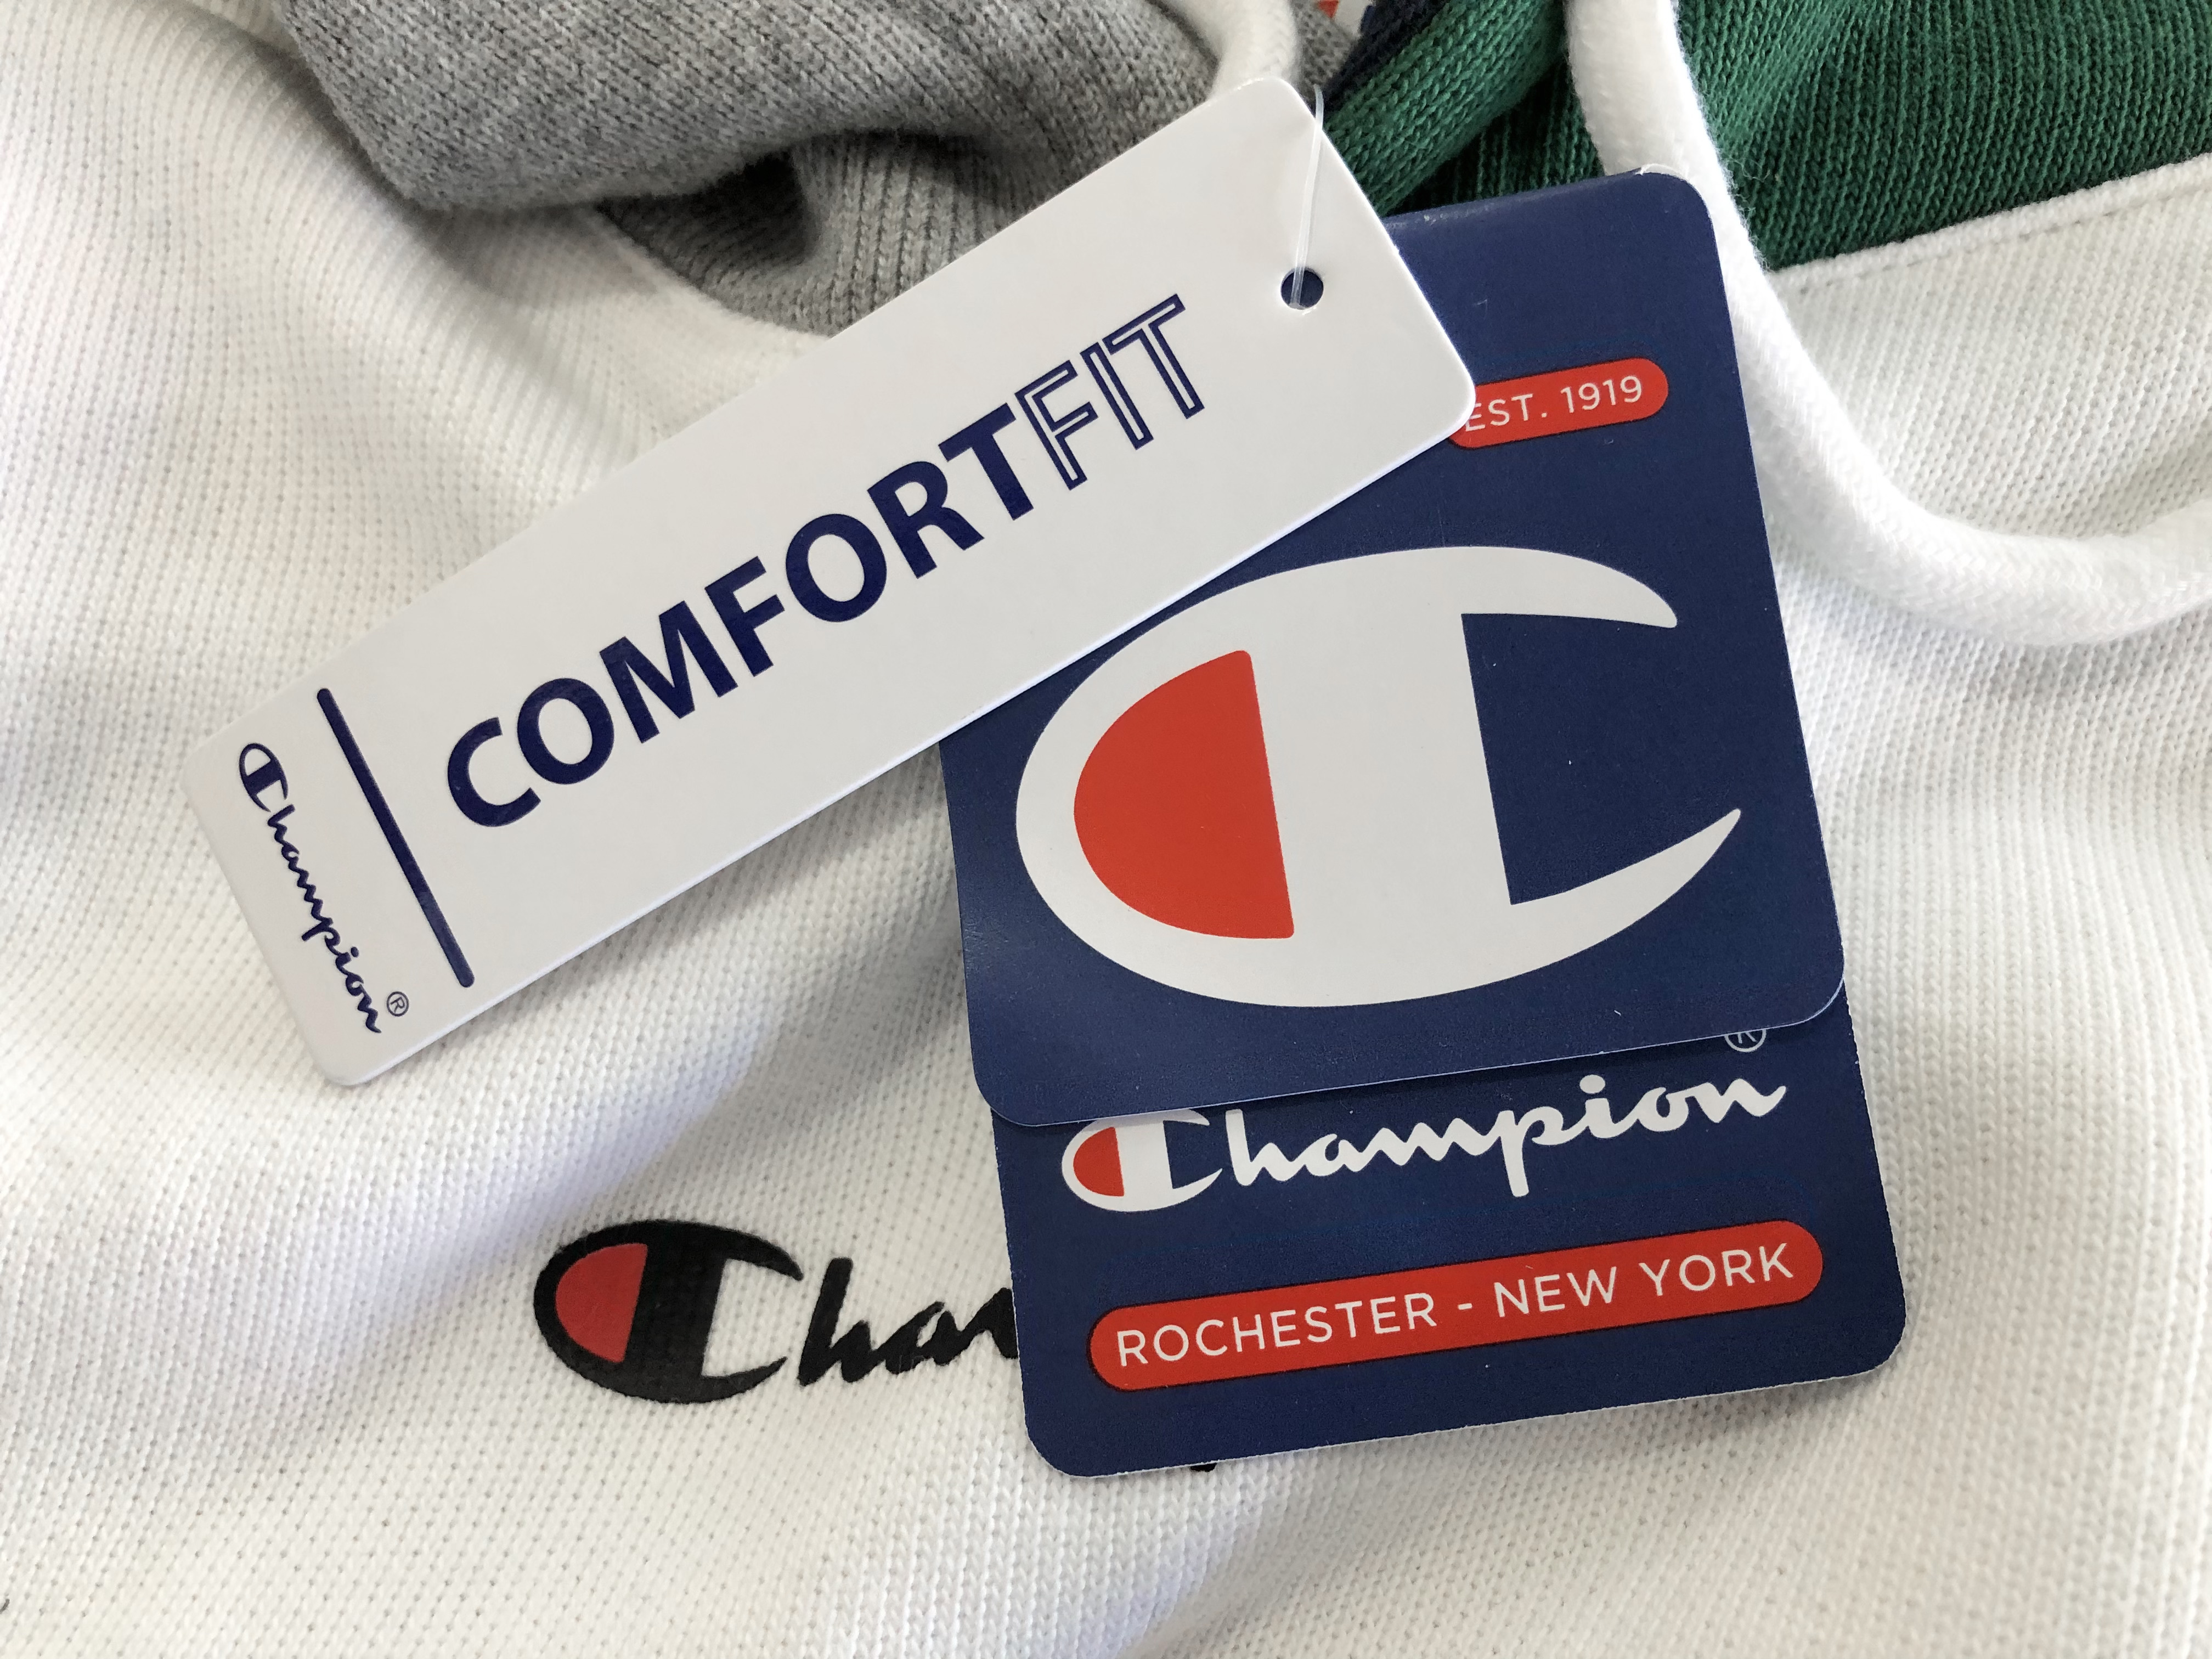 COMFORTFIT
Champion®
EST. 1919
®
Champion
ROCHESTER - NEW YORK